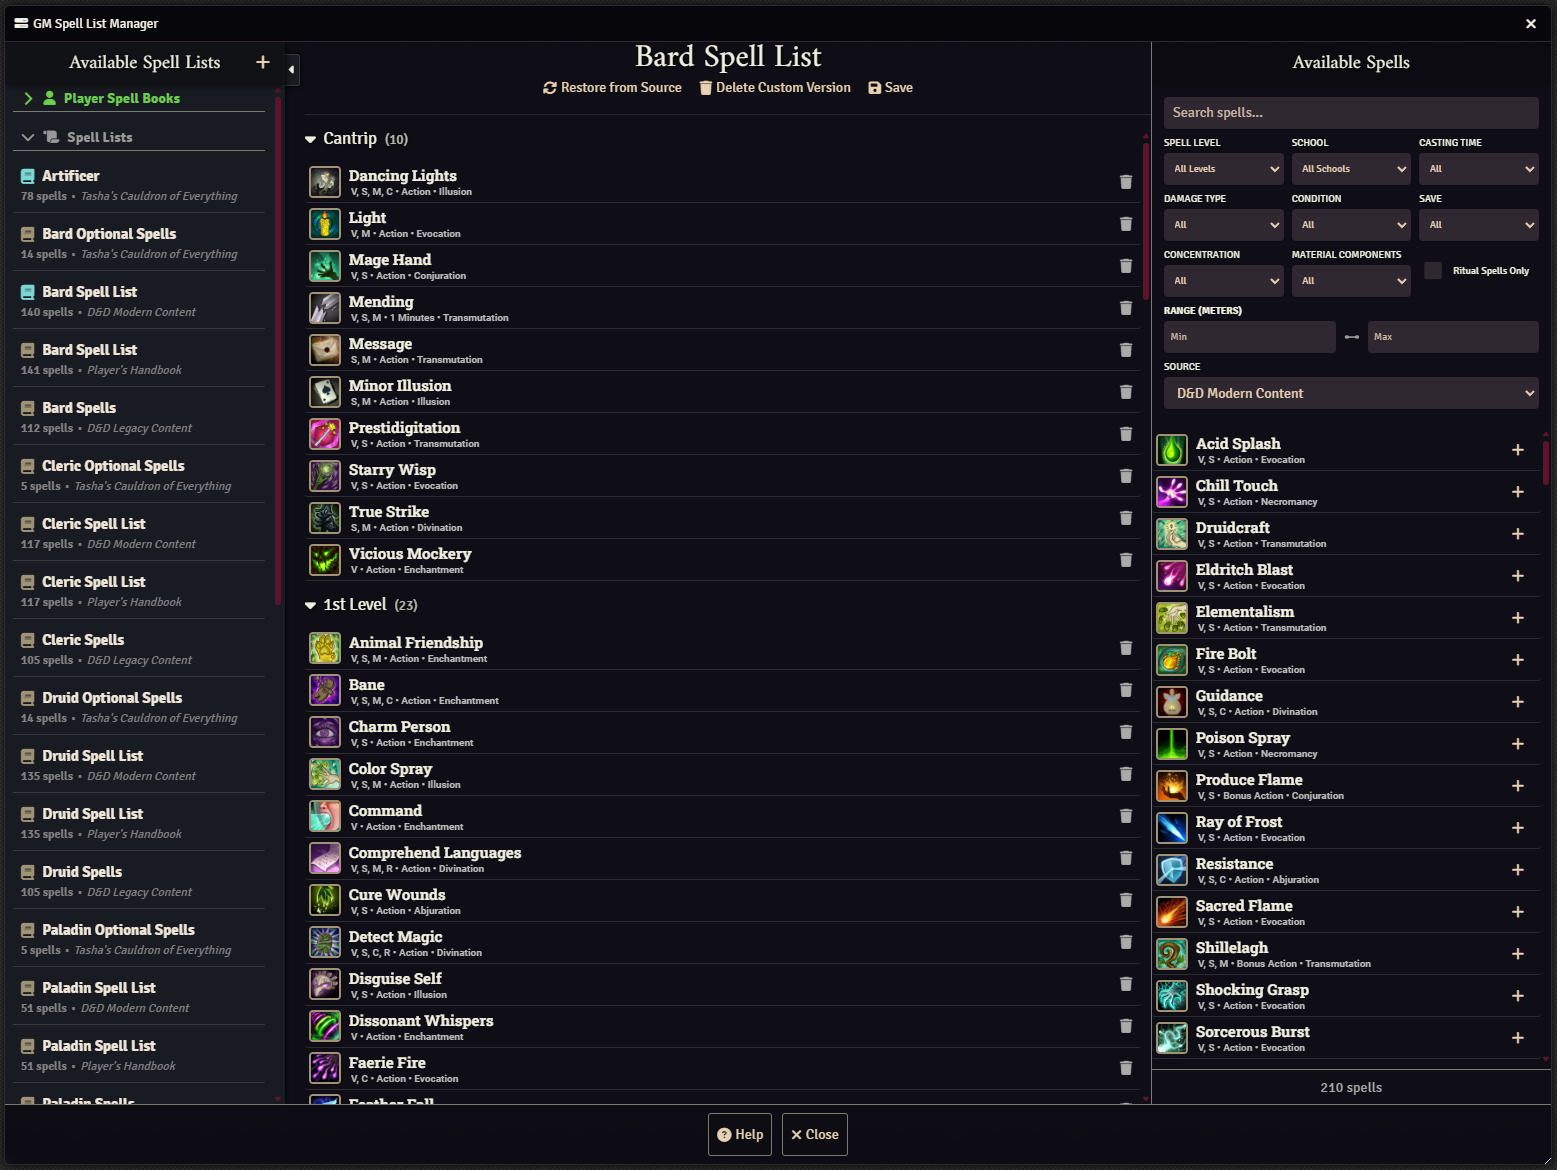 GM Spell List Manager
Available Spell Lists
Player Spell Books
Spell Lists
Artificer
78 spells • Tasha's Cauldron of Everything
Bard Optional Spells
14 spells • Tasha's Cauldron of Everything
Bard Spell List
140 spells • D&D Modern Content
Bard Spell List
141 spells • Player's Handbook
Bard Spells
112 spells • D&D Legacy Content
Cleric Optional Spells
5 spells • Tasha's Cauldron of Everything
Cleric Spell List
117 spells • D&D Modern Content
Cleric Spell List
117 spells • Player's Handbook
Cleric Spells
105 spells • D&D Legacy Content
Druid Optional Spells
14 spells • Tasha's Cauldron of Everything
Druid Spell List
135 spells • D&D Modern Content
Druid Spell List
135 spells • Player's Handbook
Druid Spells
105 spells • D&D Legacy Content
Paladin Optional Spells
5 spells • Tasha's Cauldron of Everything
Paladin Spell List
51 spells • D&D Modern Content
Paladin Spell List
51 spells • Player's Handbook
Paladin Spells
Bard Spell List
Restore from Source Delete Custom Version Save
Cantrip (10)
Dancing Lights
V, S, M, C • Action • Illusion
Light
V, M • Action • Evocation
Mage Hand
V, S • Action • Conjuration
Mending
V, S, M • 1 Minutes • Transmutation
Message
S, M • Action • Transmutation
Minor Illusion
S, M • Action • Illusion
Prestidigitation
V, S • Action • Transmutation
Starry Wisp
V, S • Action • Evocation
True Strike
S, M • Action • Divination
Vicious Mockery
V • Action • Enchantment
1st Level (23)
Animal Friendship
V, S, M • Action • Enchantment
Bane
V, S, M, C • Action • Enchantment
Charm Person
V, S • Action • Enchantment
Color Spray
V, S, M • Action • Illusion
Command
V • Action • Enchantment
Comprehend Languages
V, S, M, R • Action • Divination
Cure Wounds
V, S • Action • Abjuration
Detect Magic
V, S, C, R • Action • Divination
Disguise Self
V, S • Action • Illusion
Dissonant Whispers
V • Action • Enchantment
Faerie Fire
V, C • Action • Evocation
Feather Fall
Available Spells
Search spells...
SPELL LEVEL SCHOOL CASTING TIME
All Levels All Schools All
DAMAGE TYPE CONDITION SAVE
All All All
CONCENTRATION MATERIAL COMPONENTS
All All Ritual Spells Only
RANGE (METERS)
Min Max
SOURCE
D&D Modern Content
Acid Splash
V, S • Action • Evocation
Chill Touch
V, S • Action • Necromancy
Druidcraft
V, S • Action • Transmutation
Eldritch Blast
V, S • Action • Evocation
Elementalism
V, S • Action • Transmutation
Fire Bolt
V, S • Action • Evocation
Guidance
V, S, C • Action • Divination
Poison Spray
V, S • Action • Necromancy
Produce Flame
V, S • Bonus Action • Conjuration
Ray of Frost
V, S • Action • Evocation
Resistance
V, S, C • Action • Abjuration
Sacred Flame
V, S • Action • Evocation
Shillelagh
V, S, M • Bonus Action • Transmutation
Shocking Grasp
V, S • Action • Evocation
Sorcerous Burst
V, S • Action • Evocation
210 spells
Help Close